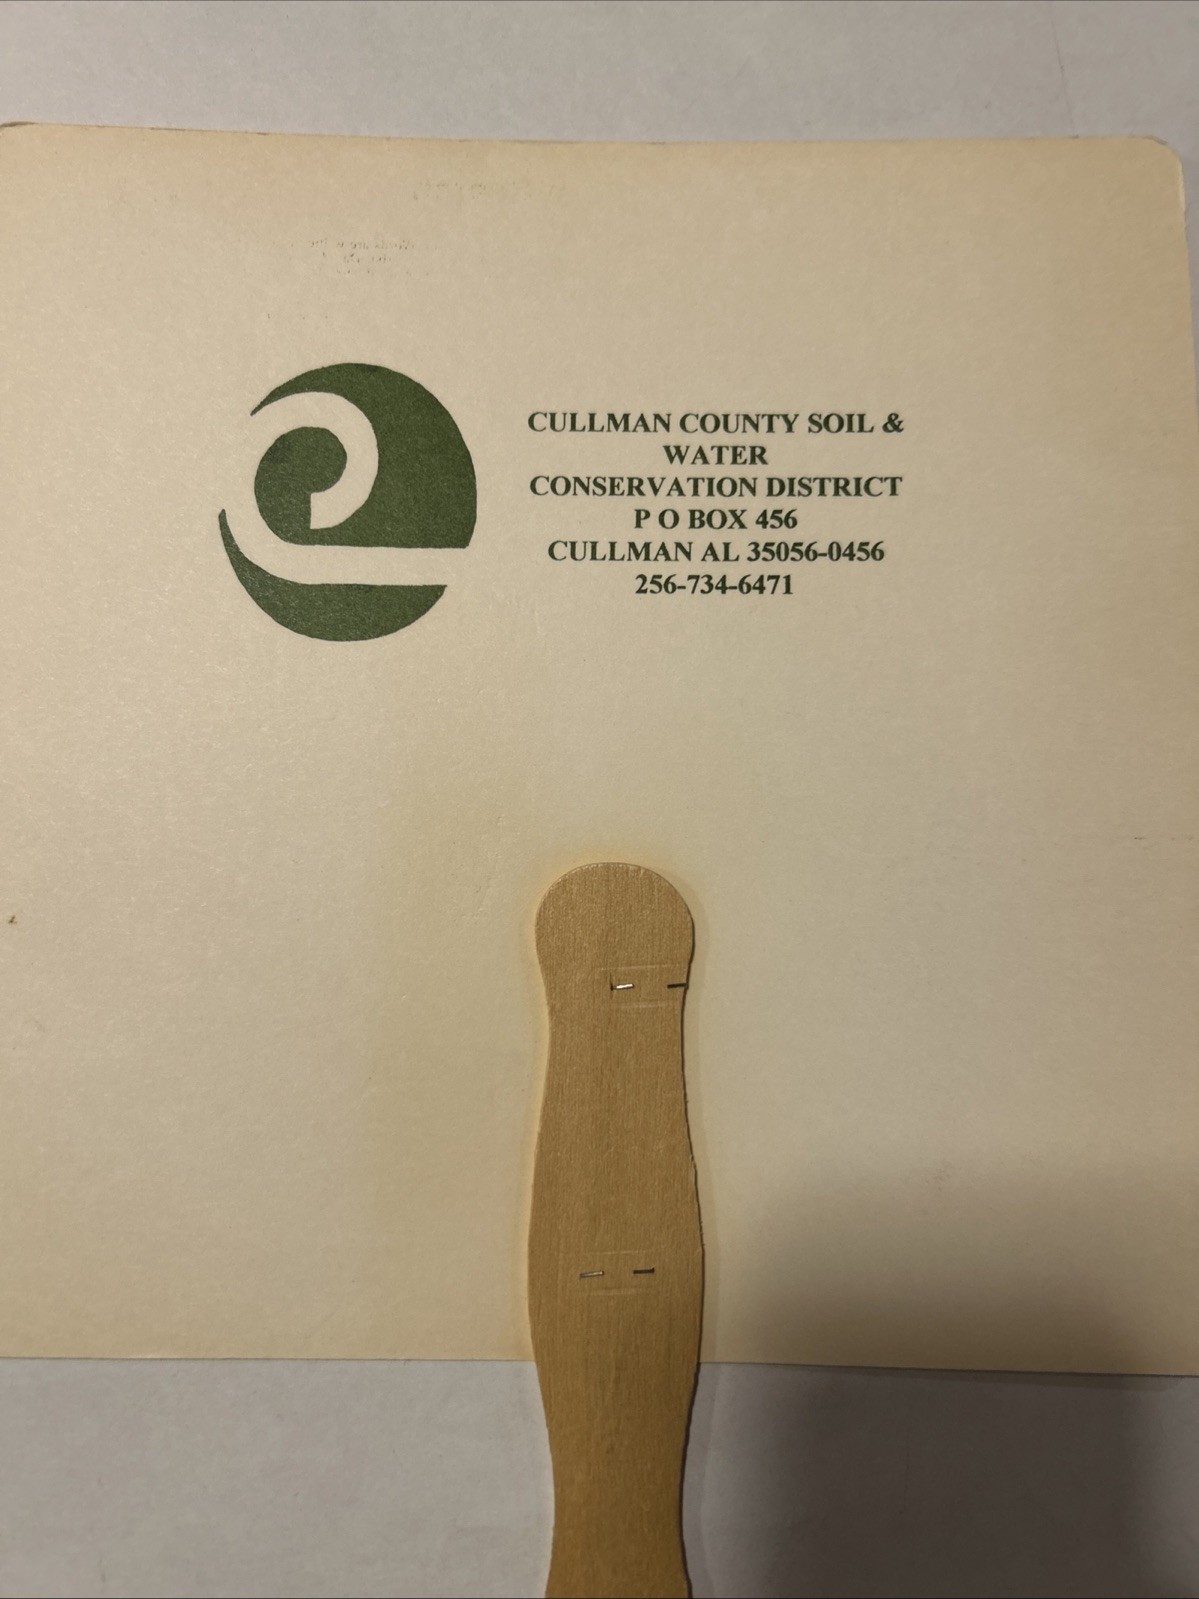 CULLMAN COUNTY SOIL &
WATER
CONSERVATION DISTRICT
P O BOX 456
CULLMAN AL 35056-0456
256-734-6471